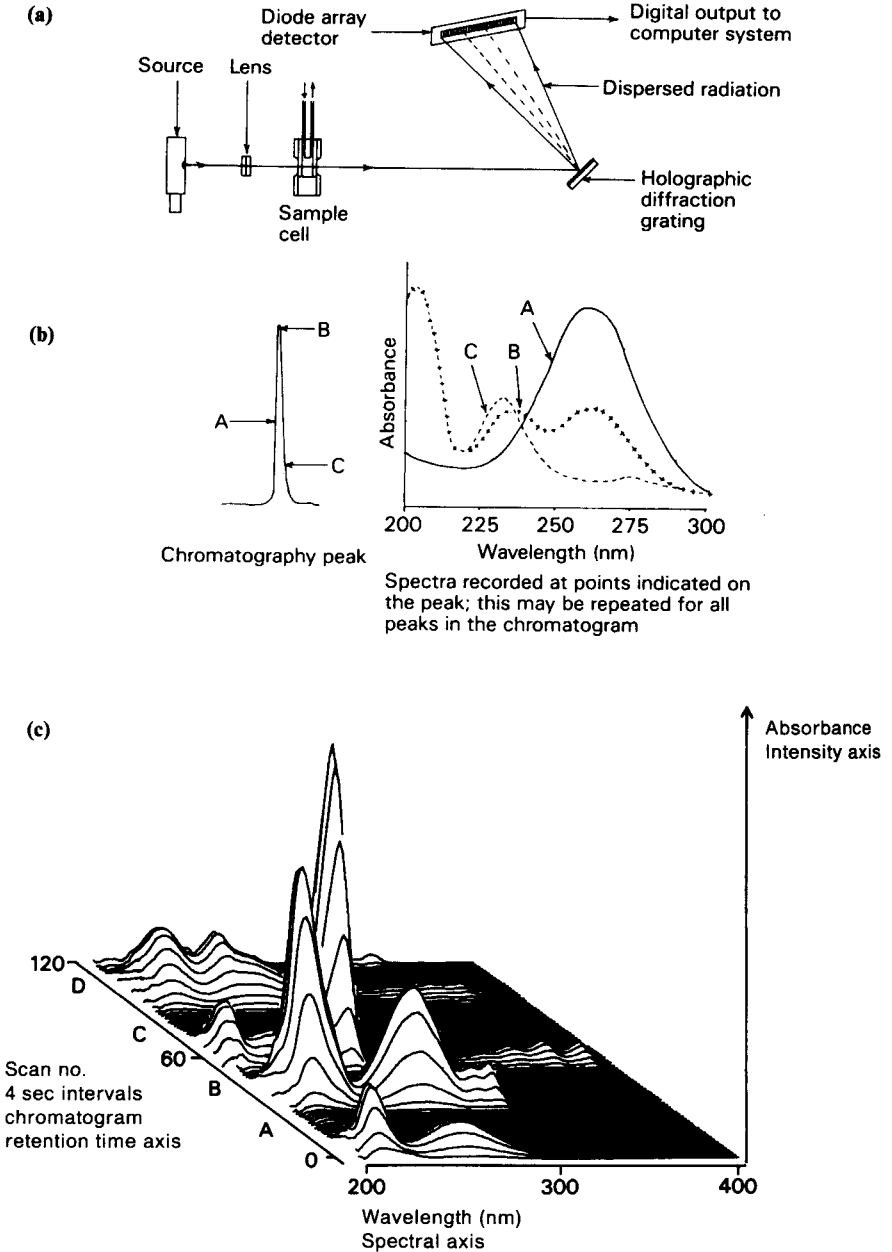 (a)
Diode array
detector
Digital output to
computer system
Source
Lens
Dispersed radiation
Sample
cell
Holographic
diffraction
grating
(b)
B
A
C
Chromatography peak
Absorbance
A
C
B
200
225
250
275
300
Wavelength (nm)
Spectra recorded at points indicated on
the peak; this may be repeated for all
peaks in the chromatogram
(c)
Absorbance
Intensity axis
120
D
C
60
B
A
0
Scan no.
4 sec intervals
chromatogram
retention time axis
200
300
400
Wavelength (nm)
Spectral axis